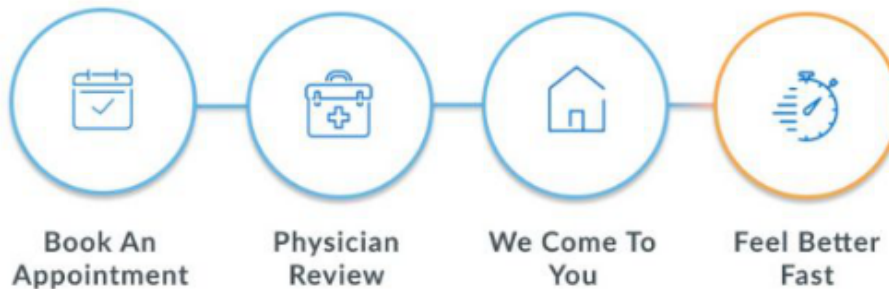 Book An
Appointment
Physician
Review
We Come To
You
Feel Better
Fast